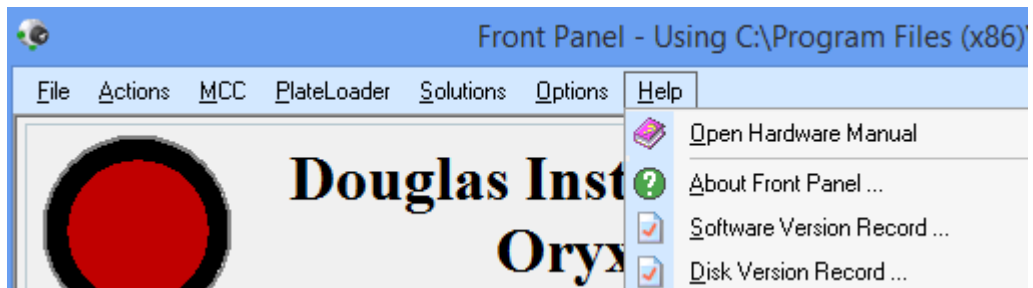 Front Panel - Using C:\Program Files (x86)\
File Actions MCC PlateLoader Solutions Options Help
Open Hardware Manual
About Front Panel ...
Software Version Record ...
Disk Version Record ...
Douglas Inst
Oryx